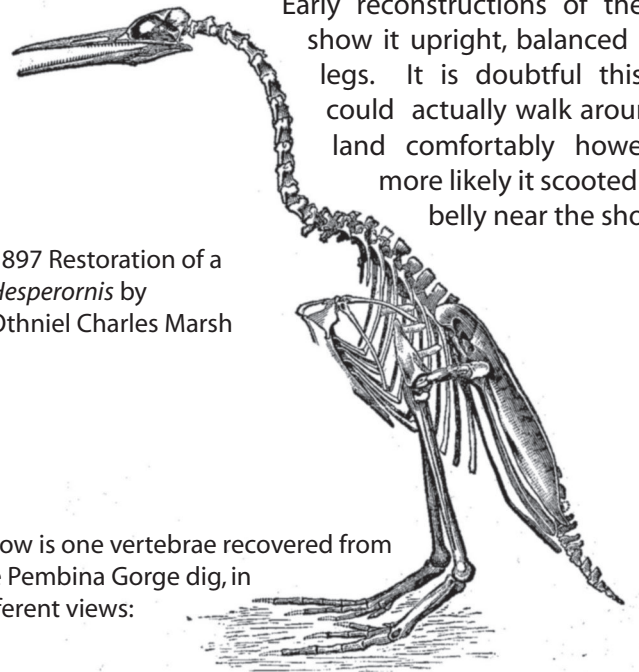 Early reconstructions of the
show it upright, balanced
legs. It is doubtful this
could actually walk arou
land comfortably howe
more likely it scooted
belly near the sho
897 Restoration of a
Hesperornis by
Othniel Charles Marsh
ow is one vertebrae recovered from
e Pembina Gorge dig, in
fferent views: